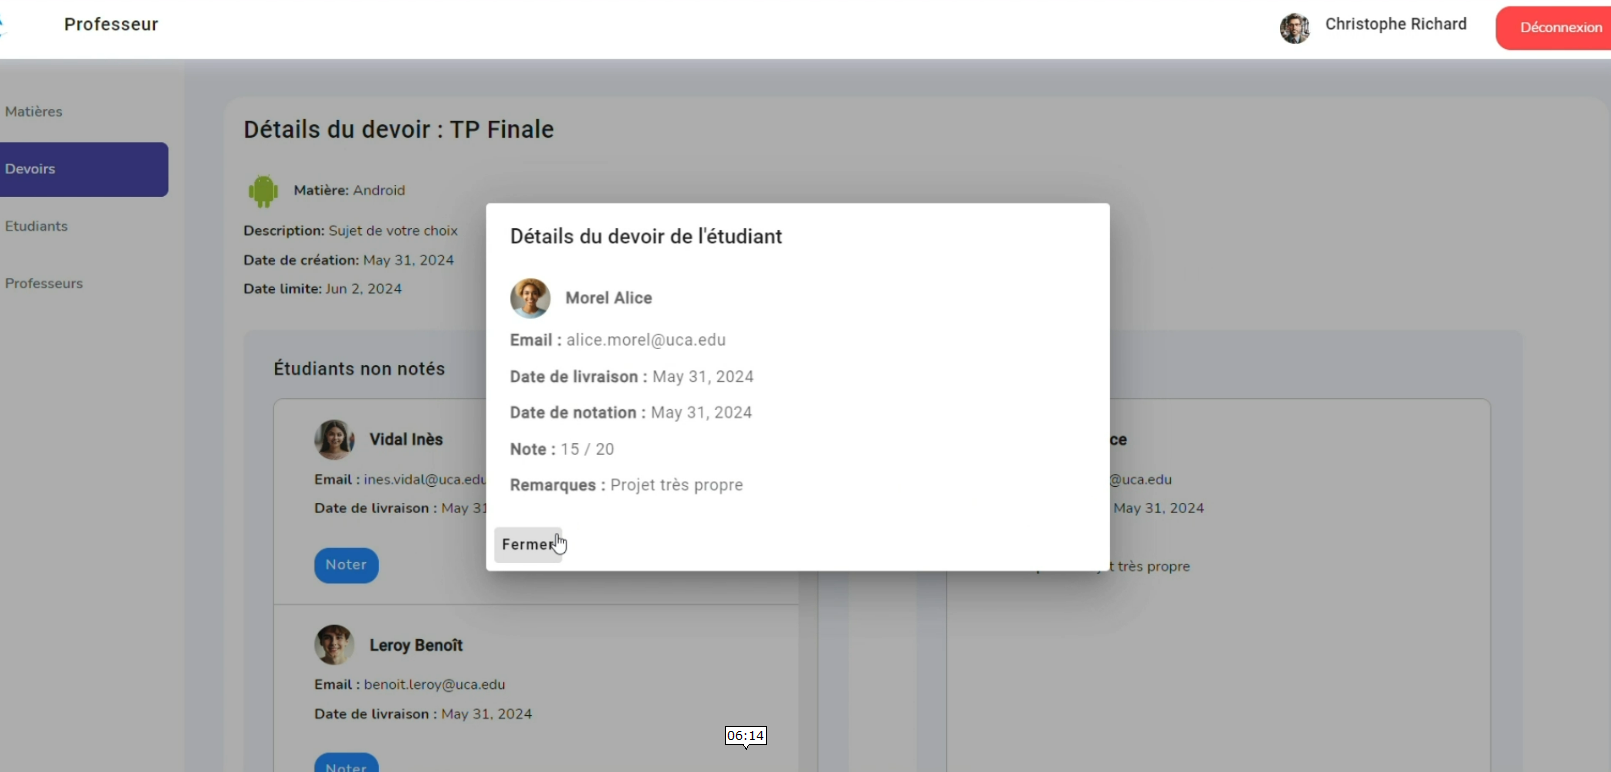 Professeur
Christophe Richard
Déconnexion
Matières
Devoirs
Etudiants
Professeurs
Détails du devoir : TP Finale
Matière: Android
Description: Sujet de votre choix
Date de création: May 31, 2024
Date limite: Jun 2, 2024
Étudiants non notés
Vidal Inès
Email : ines.vidal@uca.edu
Date de livraison : May 31
Noter
Leroy Benoît
Email : benoit.leroy@uca.edu
Date de livraison : May 31, 2024
Noter
Détails du devoir de l'étudiant
Morel Alice
Email : alice.morel@uca.edu
Date de livraison : May 31, 2024
Date de notation : May 31, 2024
Note : 15 / 20
Remarques : Projet très propre
Fermer
ce
@uca.edu
May 31, 2024
très propre
06:14